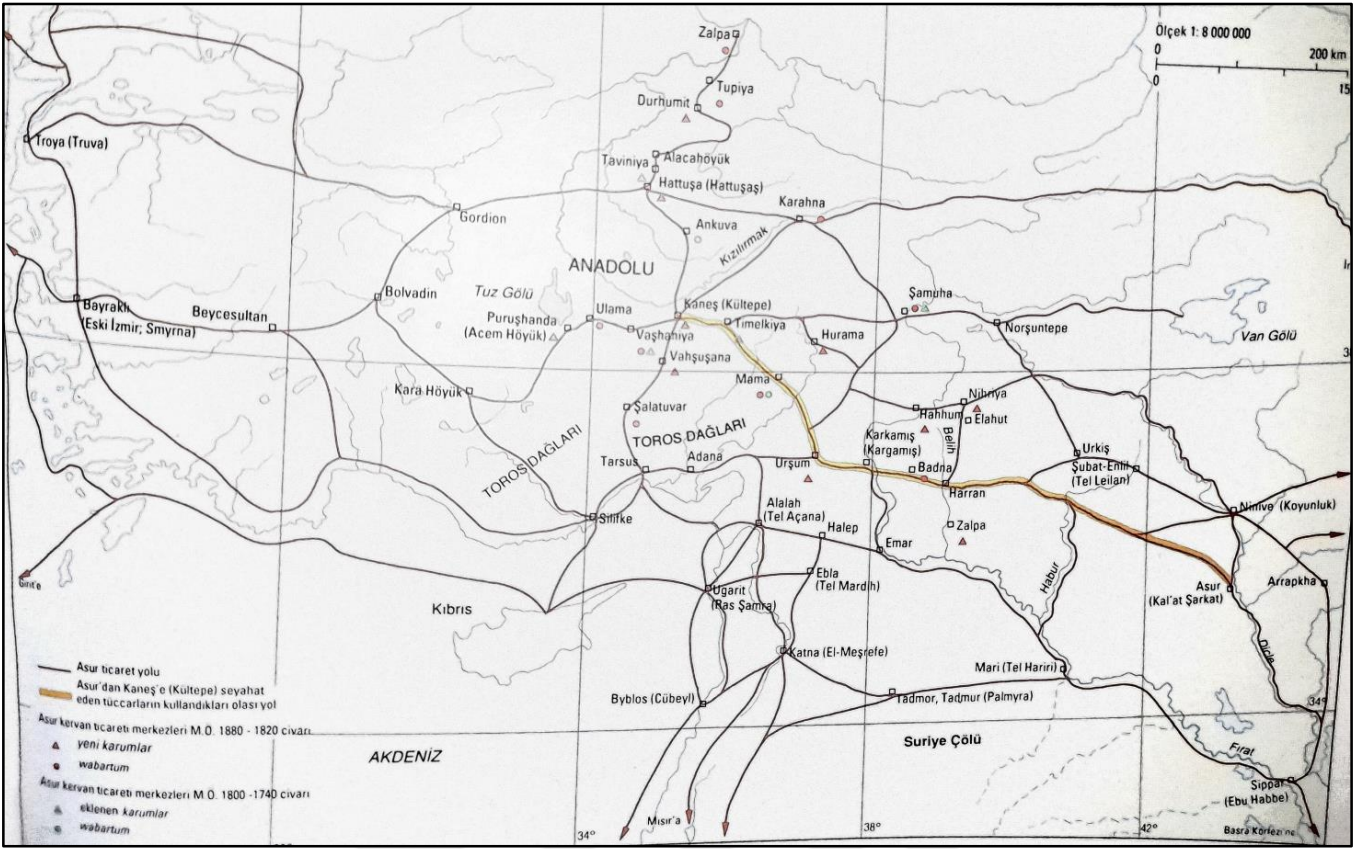 Zalpa
Ölçek 1: 8 000 000
0
200 km
0
15
Tupiya
Durhumit
Troya (Truva)
Taviniya
Alacahöyük
Hattuşa (Hattuşaş)
Karahna
Gordion
Ankuva
Kızılırmak
ANADOLU
Bolvadin
Tuz Gölü
Bayraklı
(Eski İzmir; Smyrna)
Beycesultan
Puruşhanda
(Acem Höyük)
Ulama
Kaneş (Kültepe)
Timelkiya
Vaşhaniya
Vahşuşana
Hurama
Şamuha
Norşuntepe
Van Gölü
Mama
Kara Höyük
Şalatuvar
Hahhum
Nihriya
Elahut
TOROS DAĞLARI
TOROS DAĞLARI
Belih
Karkamış
(Kargamış)
Tarsus
Adana
Urşum
Badna
Harran
Urkiş
Şubat-Enlil
(Tel Leilan)
Silifke
Alalah
(Tel Açana)
Halep
Emar
Zalpa
Ninive (Koyunluk)
Habur
Girit'e
Kıbrıs
Ugarit
(Ras Şamra)
Ebla
(Tel Mardih)
Asur
(Kal'at Şarkat)
Arrapkha
Dicle
Katna (El-Meşrefe)
Mari (Tel Hariri)
Byblos (Cübeyl)
Tadmor, Tadmur (Palmyra)
34°
Asur ticaret yolu
Asur'dan Kaneş'e (Kültepe) seyahat
eden tüccarların kullandıkları olası yol
Asur kervan ticareti merkezleri M.Ö. 1880 - 1820 civarı
yeni karumlar
wabartum
Asur kervan ticareti merkezleri M.Ö. 1800 -1740 civarı
eklenen karumlar
wabartum
AKDENİZ
Suriye Çölü
Fırat
Sippar
(Ebu Habbe)
Mısır'a
Basra Körfezi'ne
34°
38°
42°